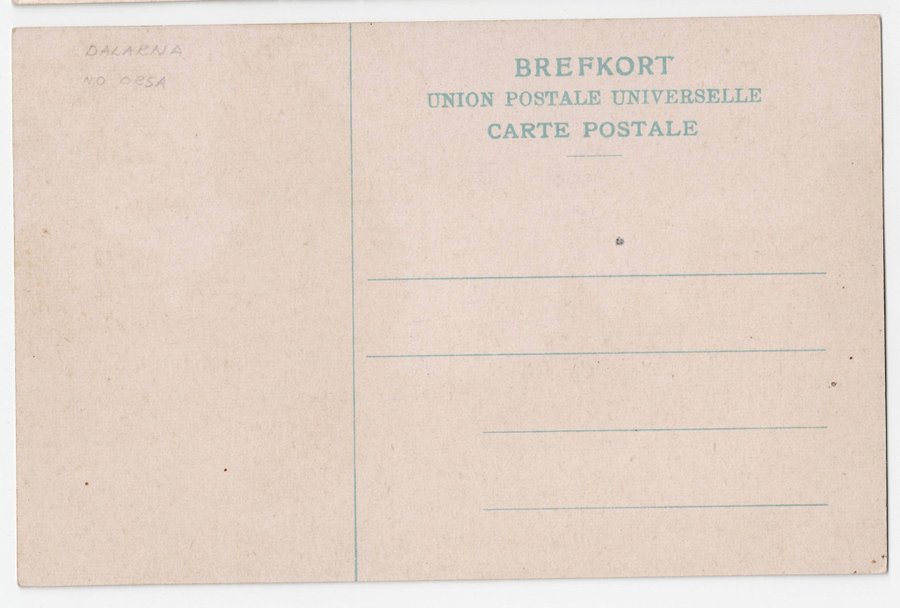 DALARNA
NO ORSA
BREFKORT
UNION POSTALE UNIVERSELLE
CARTE POSTALE